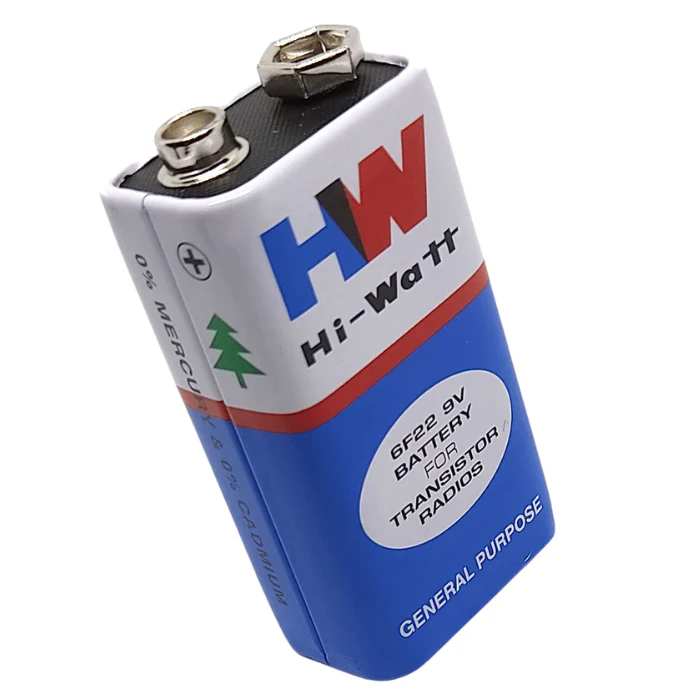 HW
Hi-Watt
6F22 9V
BATTERY
FOR
TRANSISTOR
RADIOS
GENERAL PURPOSE
+
0% MERCURY & 0% CADMIUM